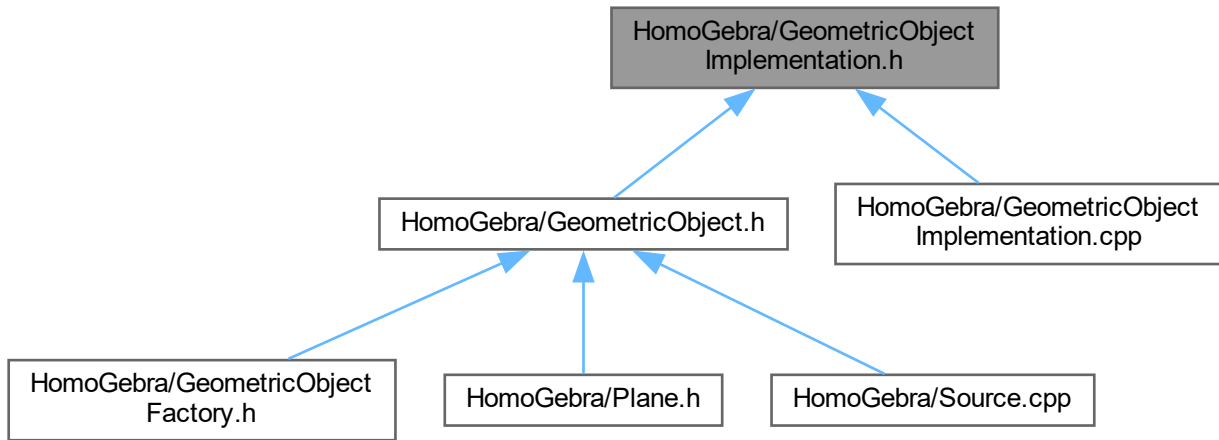 HomoGebra/GeometricObject
Implementation.h
HomoGebra/GeometricObject.h
HomoGebra/GeometricObject
Implementation.cpp
HomoGebra/GeometricObject
Factory.h
HomoGebra/Plane.h
HomoGebra/Source.cpp